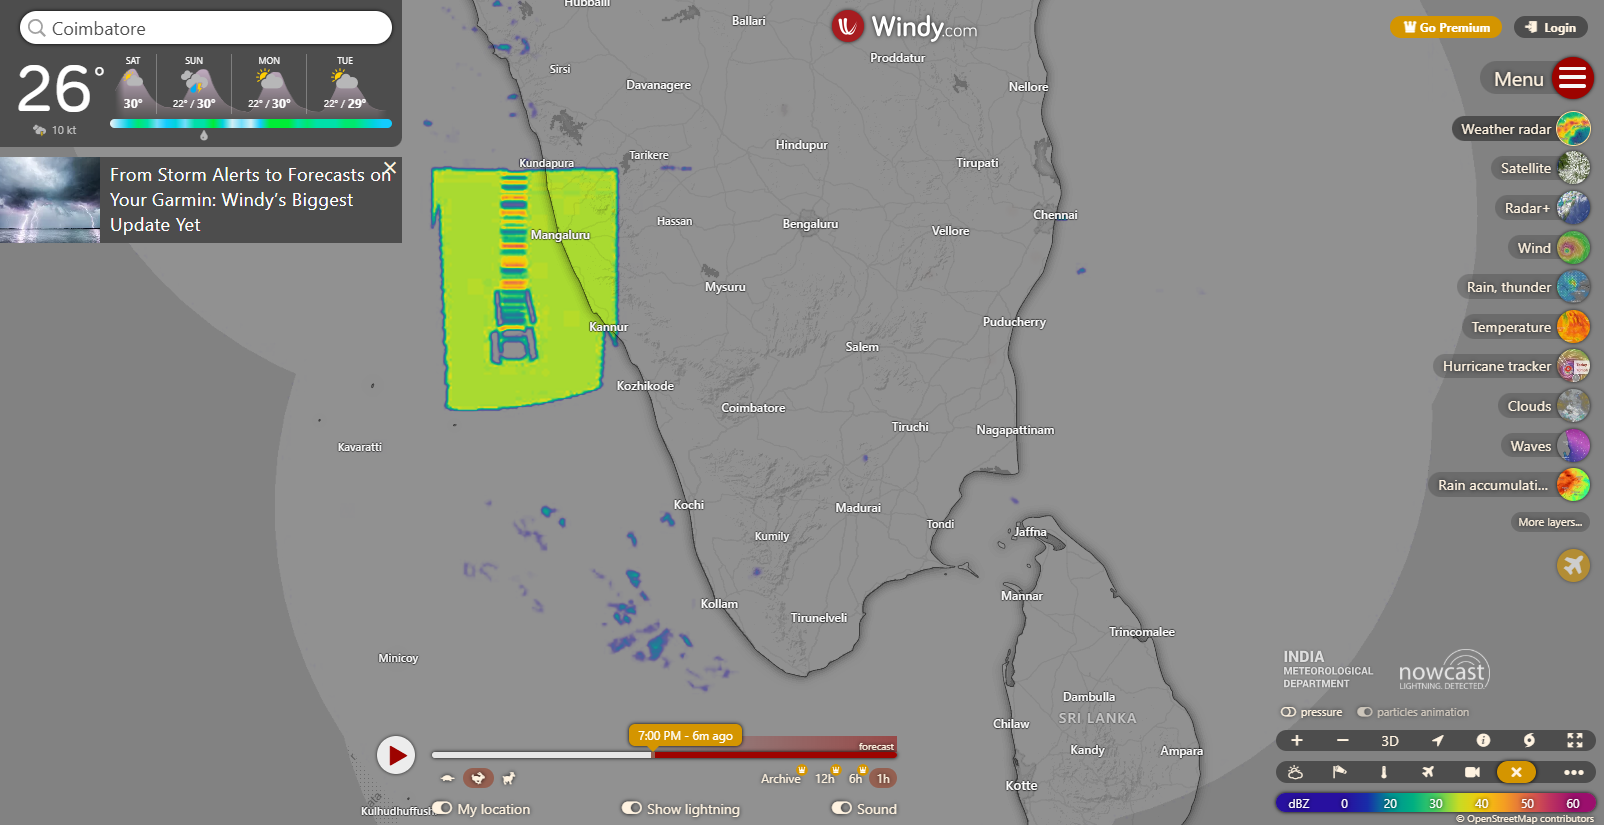 Coimbatore
26°
10 kt
SAT
SUN
MON
TUE
30°
22° / 30°
22° / 30°
22° / 29°
From Storm Alerts to Forecasts on
Your Garmin: Windy’s Biggest
Update Yet
Windy.com
Go Premium
Login
Menu
Weather radar
Satellite
Radar+
Wind
Rain, thunder
Temperature
Hurricane tracker
Clouds
Waves
Rain accumulati...
More layers...
Hubballi
Ballari
Proddatur
Sirsi
Davanagere
Nellore
Hindupur
Kundapura
Tarikere
Tirupati
Hassan
Bengaluru
Chennai
Mangaluru
Vellore
Mysuru
Kannur
Puducherry
Salem
Kozhikode
Coimbatore
Tiruchi
Nagapattinam
Kavaratti
Kochi
Madurai
Tondi
Kumily
Jaffna
Mannar
Kollam
Tirunelveli
Trincomalee
Minicoy
Dambulla
SRI LANKA
Chilaw
Kandy
Ampara
Kotte
Kulhudhuffush
7:00 PM - 6m ago
forecast
Archive
12h
6h
1h
My location
Show lightning
Sound
INDIA
METEOROLOGICAL
DEPARTMENT
nowcast
LIGHTNING. DETECTED.
pressure
particles animation
+ − 3D
dBZ 0 20 30 40 50 60
© OpenStreetMap contributors